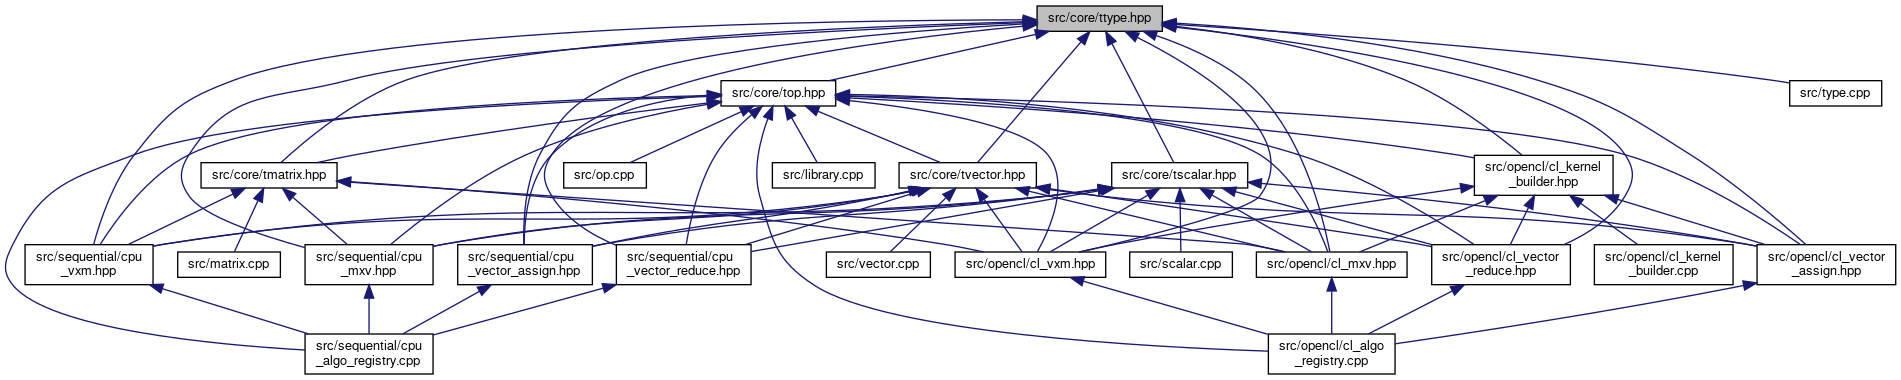 src/core/ttype.hpp
src/core/top.hpp
src/type.cpp
src/core/tmatrix.hpp
src/op.cpp
src/library.cpp
src/core/tvector.hpp
src/core/tscalar.hpp
src/opencl/cl_kernel
_builder.hpp
src/sequential/cpu
_vxm.hpp
src/matrix.cpp
src/sequential/cpu
_mxv.hpp
src/sequential/cpu
_vector_assign.hpp
src/sequential/cpu
_vector_reduce.hpp
src/vector.cpp
src/opencl/cl_vxm.hpp
src/scalar.cpp
src/opencl/cl_mxv.hpp
src/opencl/cl_vector
_reduce.hpp
src/opencl/cl_kernel
_builder.cpp
src/opencl/cl_vector
_assign.hpp
src/sequential/cpu
_algo_registry.cpp
src/opencl/cl_algo
_registry.cpp